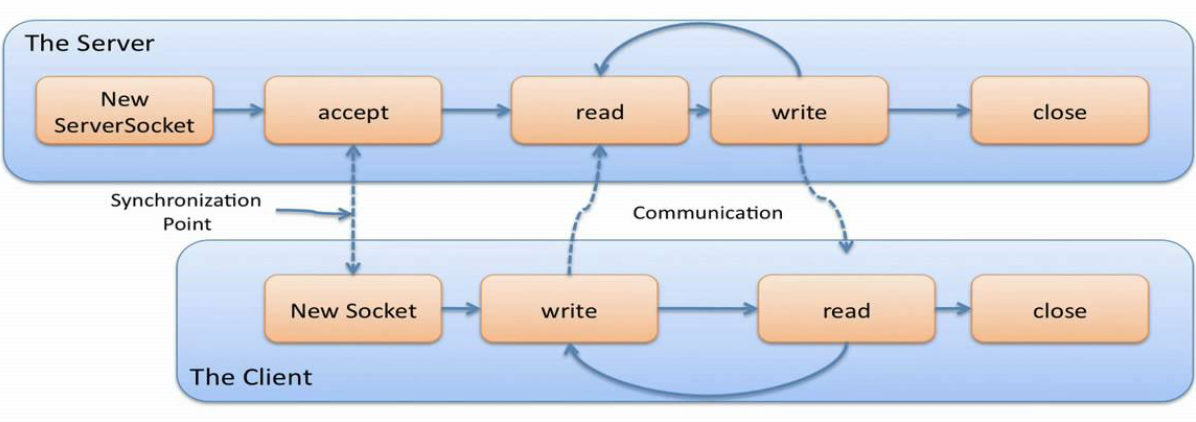 The Server
New
ServerSocket
accept
read
write
close
Synchronization
Point
Communication
New Socket
write
read
close
The Client